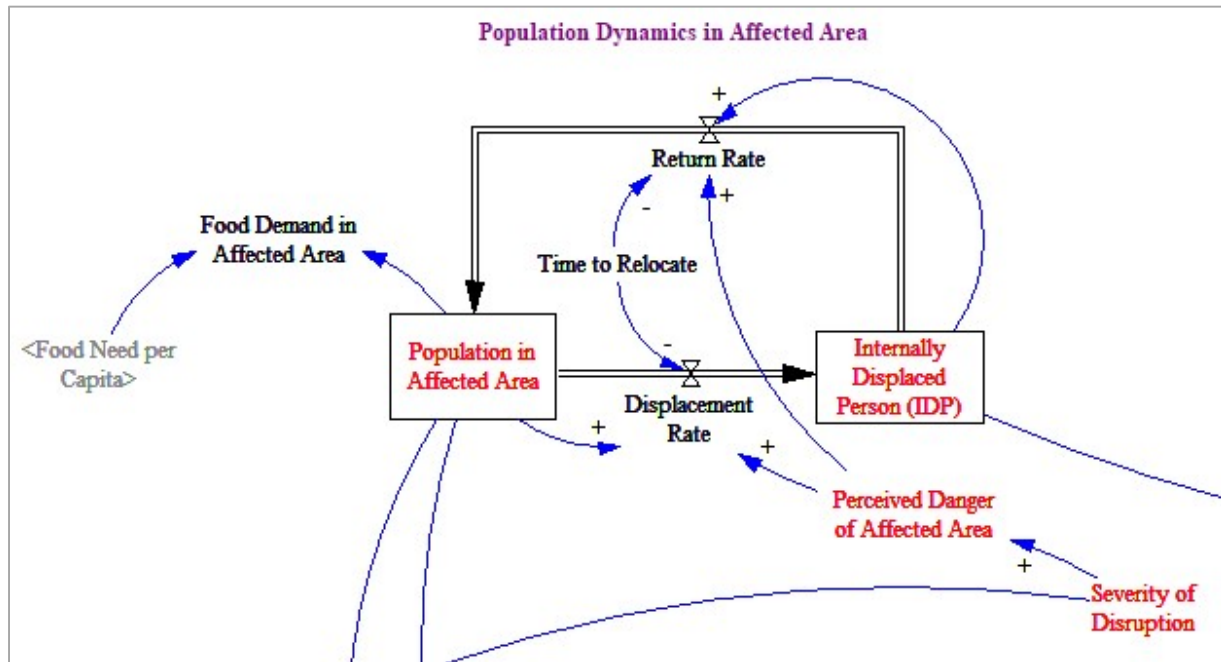 Population Dynamics in Affected Area
+
Return Rate
+
-
Food Demand in
Affected Area
Time to Relocate
<Food Need per
Capita>
Population in
Affected Area
-
Internally
Displaced
Person (IDP)
Displacement
Rate
+
+
Perceived Danger
of Affected Area
+
Severity of
Disruption